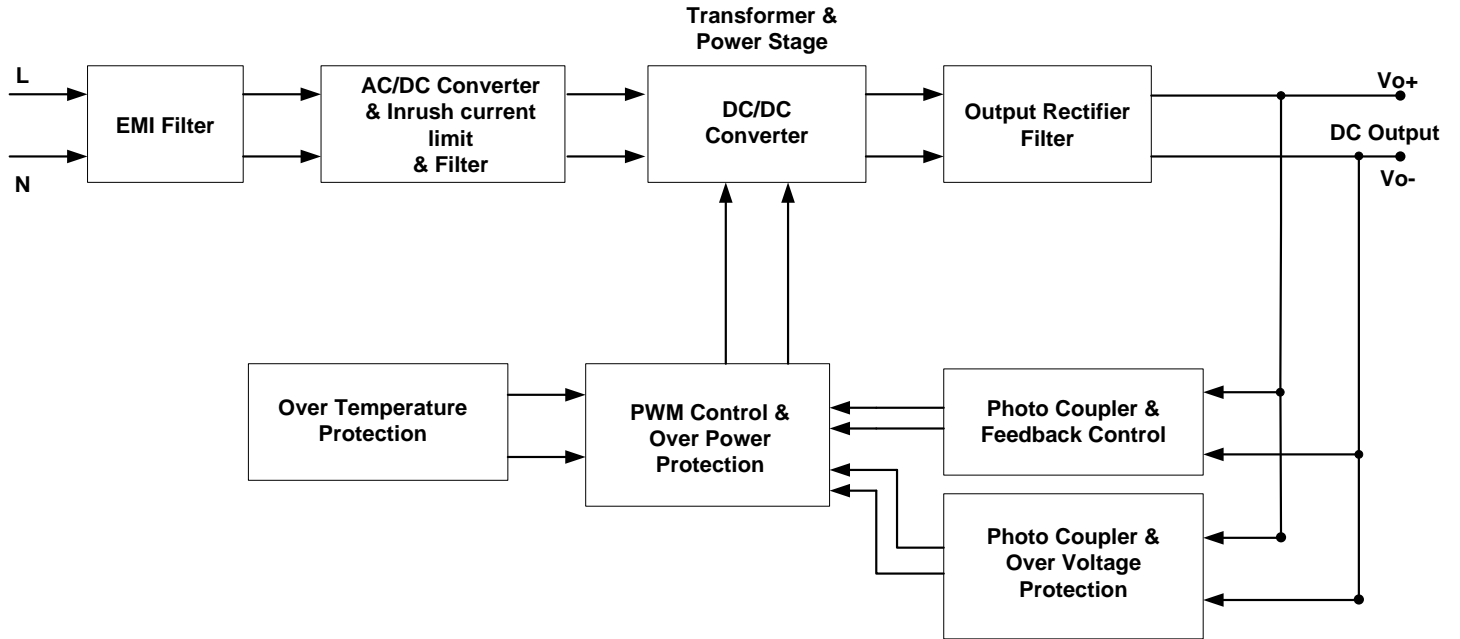 Transformer &
Power Stage
L
N
EMI Filter
AC/DC Converter
& Inrush current
limit
& Filter
DC/DC
Converter
Output Rectifier
Filter
Vo+
DC Output
Vo-
Over Temperature
Protection
PWM Control &
Over Power
Protection
Photo Coupler &
Feedback Control
Photo Coupler &
Over Voltage
Protection